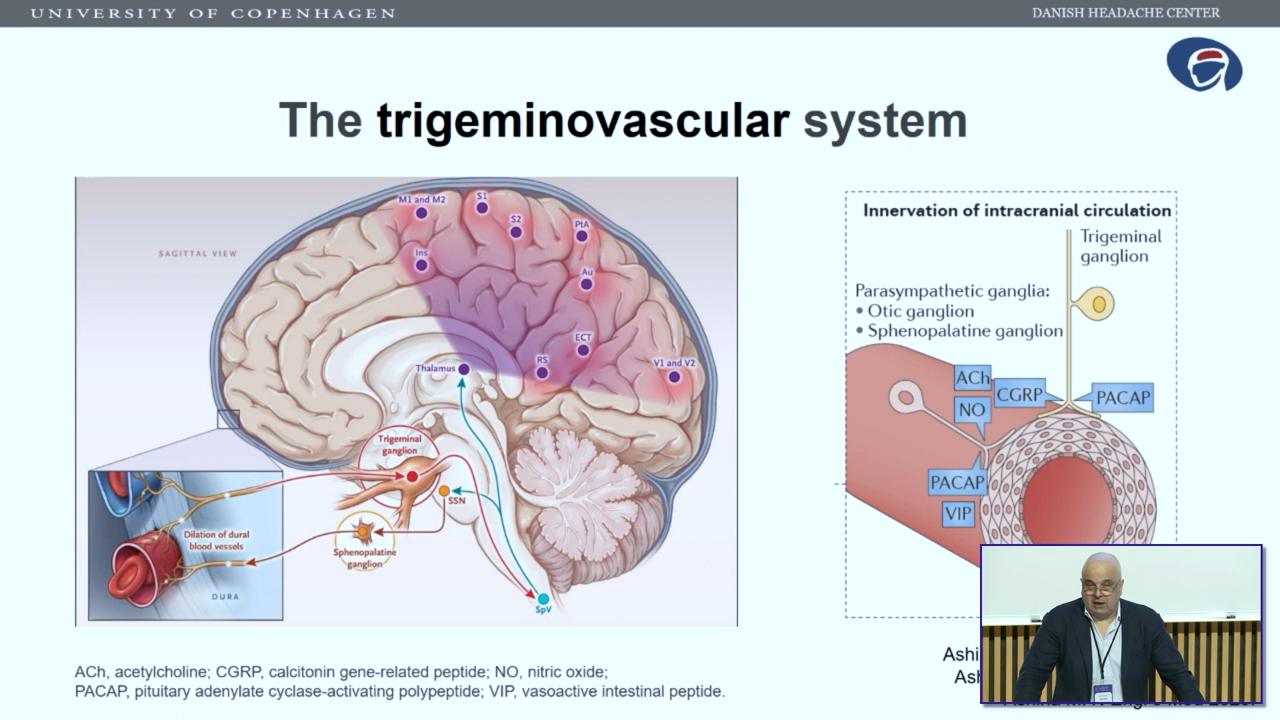 UNIVERSITY OF COPENHAGEN
DANISH HEADACHE CENTER
The trigeminovascular system
SAGITTAL VIEW
M1 and M2
S1
S2
PtA
Ins
Au
ECT
RS
V1 and V2
Thalamus
Trigeminal
ganglion
SSN
Sphenopalatine
ganglion
SpV
Dilation of dural
blood vessels
DURA
Innervation of intracranial circulation
Trigeminal
ganglion
Parasympathetic ganglia:
• Otic ganglion
• Sphenopalatine ganglion
ACh
CGRP
PACAP
NO
PACAP
VIP
ACh, acetylcholine; CGRP, calcitonin gene-related peptide; NO, nitric oxide;
PACAP, pituitary adenylate cyclase-activating polypeptide; VIP, vasoactive intestinal peptide.